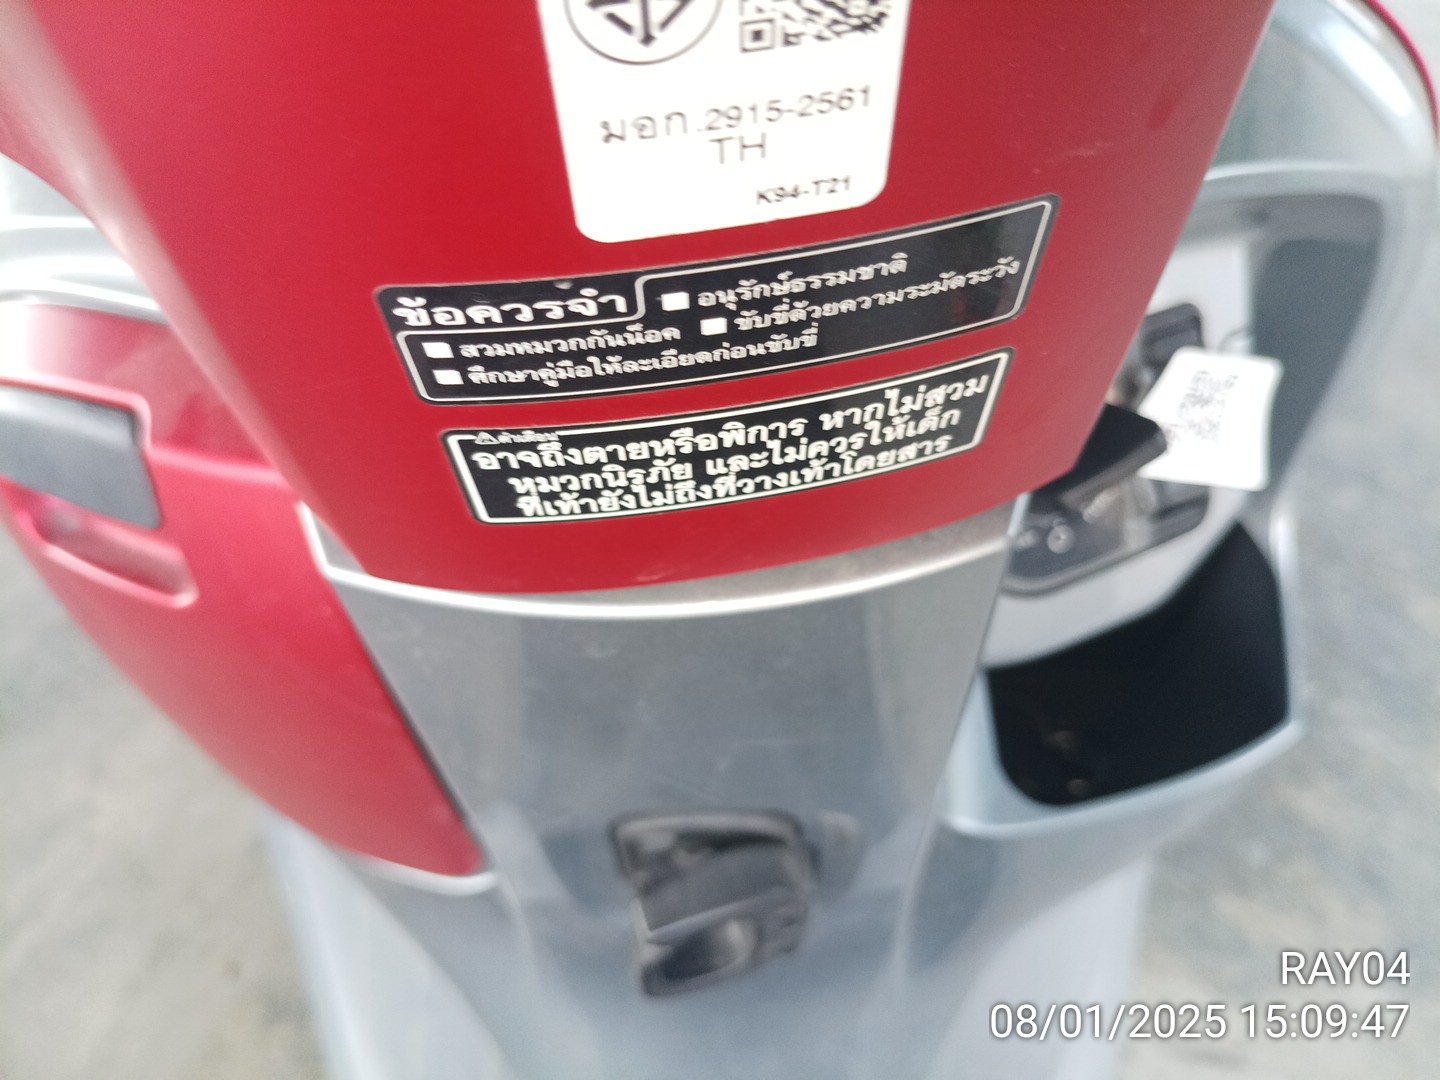 มอก.2915-2561
TH
K94-T21
ข้อควรจำ
อนุรักษ์ธรรมชาติ
สวมหมวกกันน็อค
ขับขี่ด้วยความระมัดระวัง
ศึกษาคู่มือให้ละเอียดก่อนขับขี่
⚠คำเตือน
อาจถึงตายหรือพิการ หากไม่สวม
หมวกนิรภัย และไม่ควรให้เด็ก
ที่เท้ายังไม่ถึงที่วางเท้าโดยสาร
RAY04
08/01/2025 15:09:47